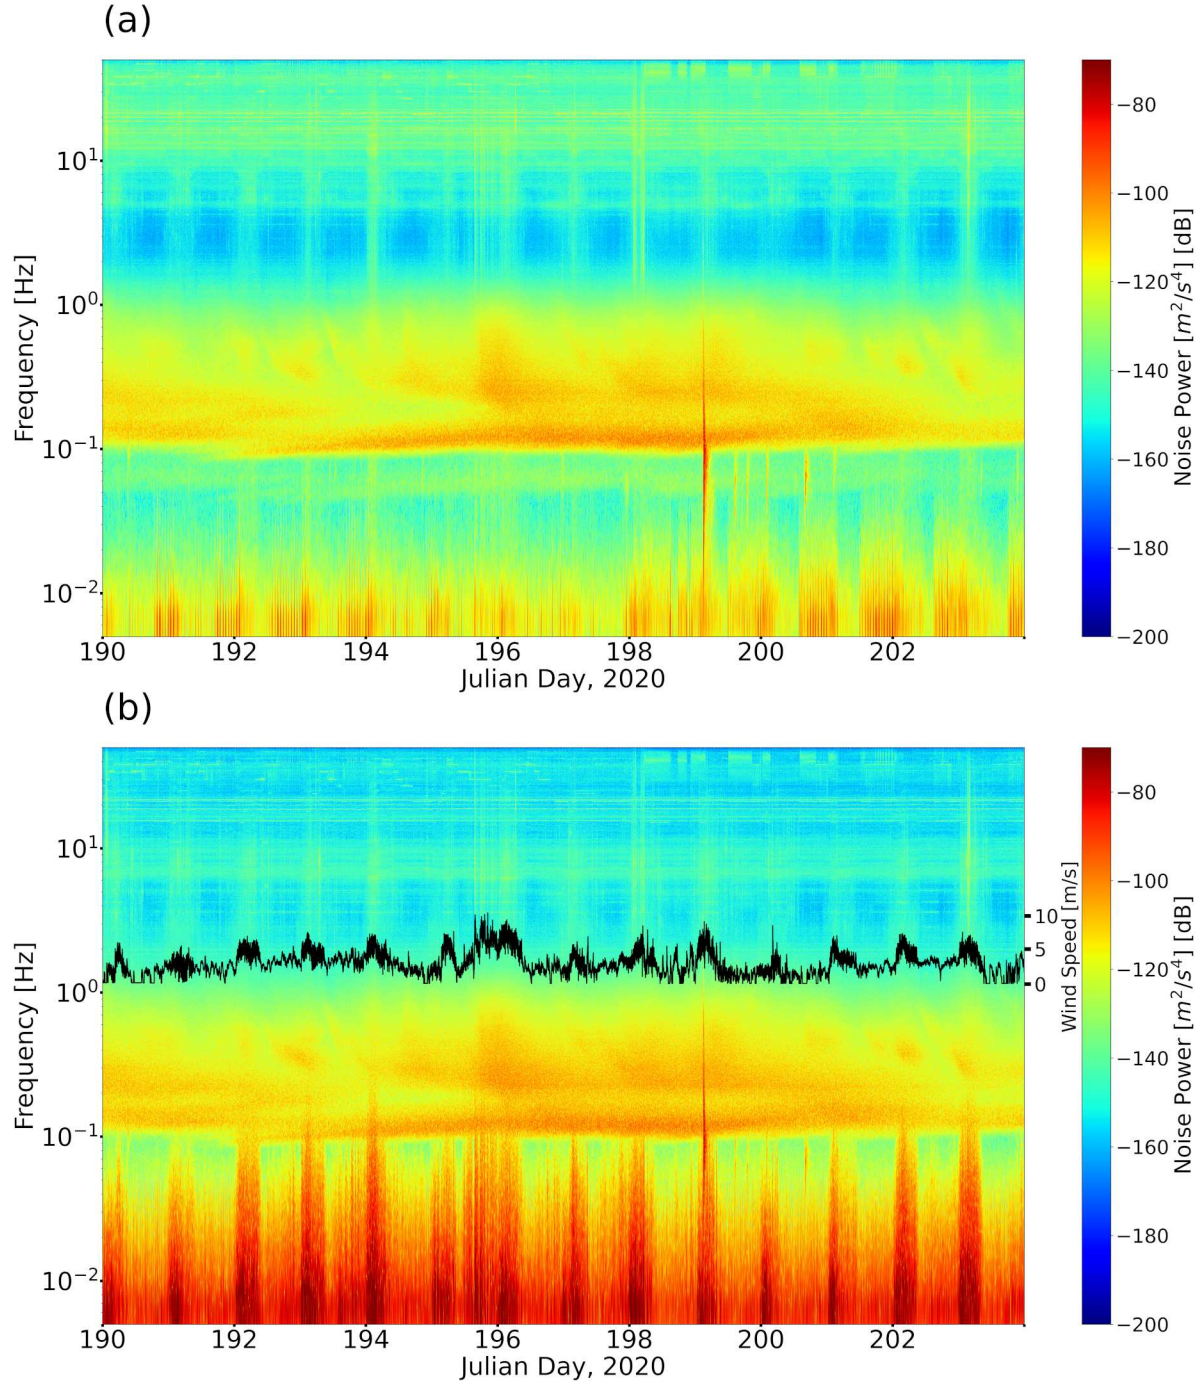 (a)
10¹
10⁰
10⁻¹
10⁻²
Frequency [Hz]
190 192 194 196 198 200 202
Julian Day, 2020
−80
−100
−120
−140
−160
−180
−200
Noise Power [m²/s⁴] [dB]
(b)
10¹
10⁰
10⁻¹
10⁻²
Frequency [Hz]
10
5
0
Wind Speed [m/s]
190 192 194 196 198 200 202
Julian Day, 2020
−80
−100
−120
−140
−160
−180
−200
Noise Power [m²/s⁴] [dB]